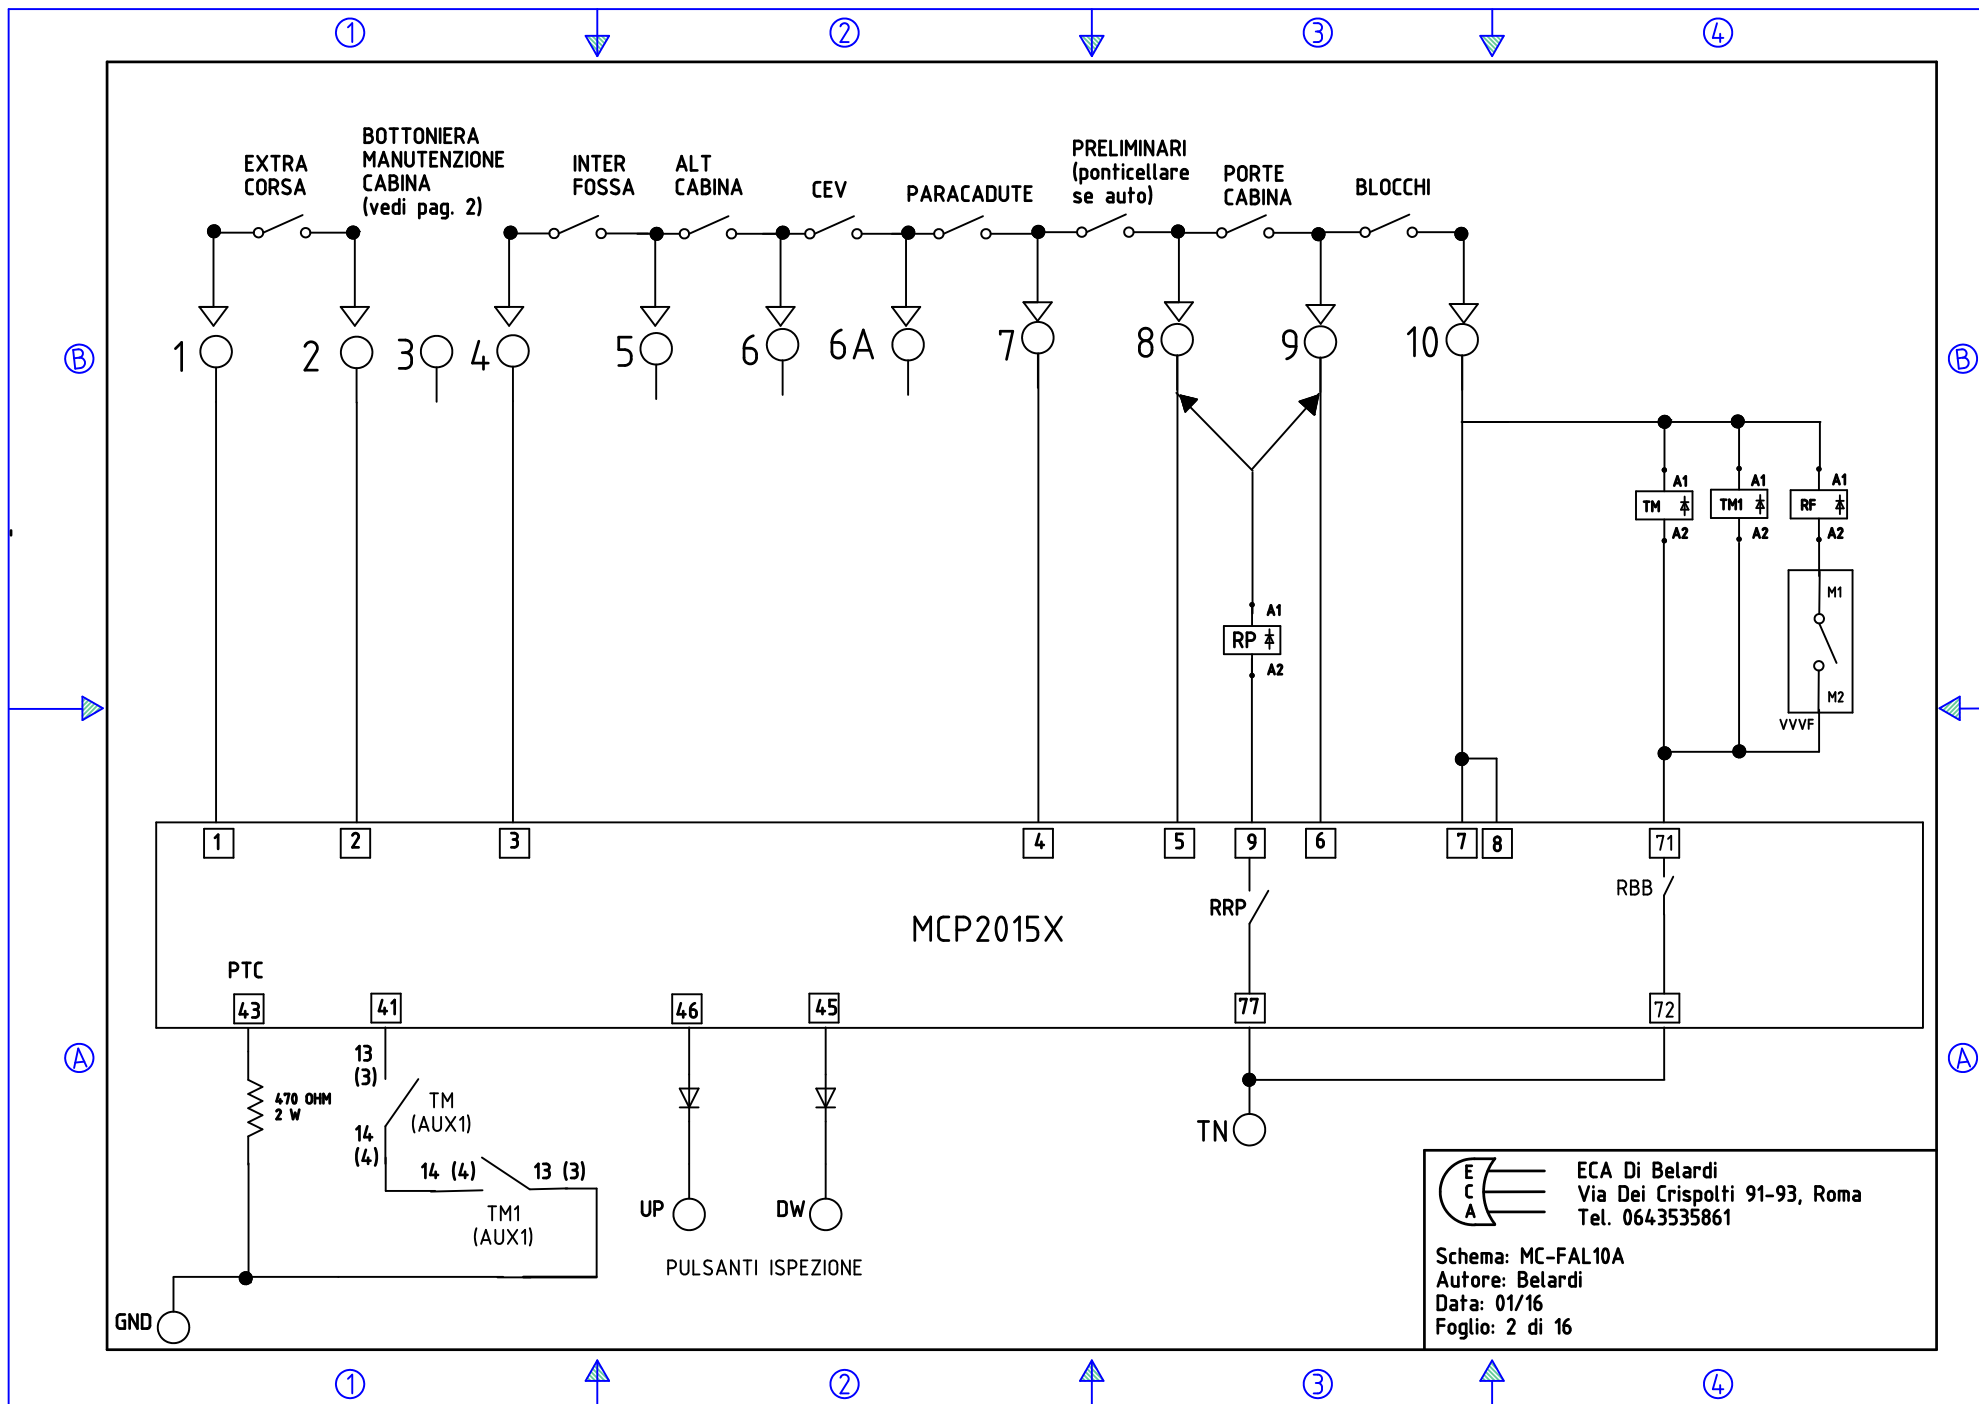 1
2
3
4
EXTRA
CORSA
BOTTONIERA
MANUTENZIONE
CABINA
(vedi pag. 2)
INTER
FOSSA
ALT
CABINA
CEV
PARACADUTE
PRELIMINARI
(ponticellare
se auto)
PORTE
CABINA
BLOCCHI
1
2
3
4
5
6
6A
7
8
9
10
B
B
A1
TM
A2
A1
TM1
A2
A1
RF
A2
M1
M2
VVVF
A1
RP
A2
1
2
3
4
5
9
6
7
8
71
RRP
RBB
MCP2015X
PTC
43
41
46
45
77
72
A
A
470 OHM
2 W
13
(3)
TM
(AUX1)
14
(4)
14 (4)
13 (3)
TM1
(AUX1)
UP
DW
PULSANTI ISPEZIONE
TN
GND
E
C
A
ECA Di Belardi
Via Dei Crispolti 91-93, Roma
Tel. 0643535861
Schema: MC-FAL10A
Autore: Belardi
Data: 01/16
Foglio: 2 di 16
1
2
3
4